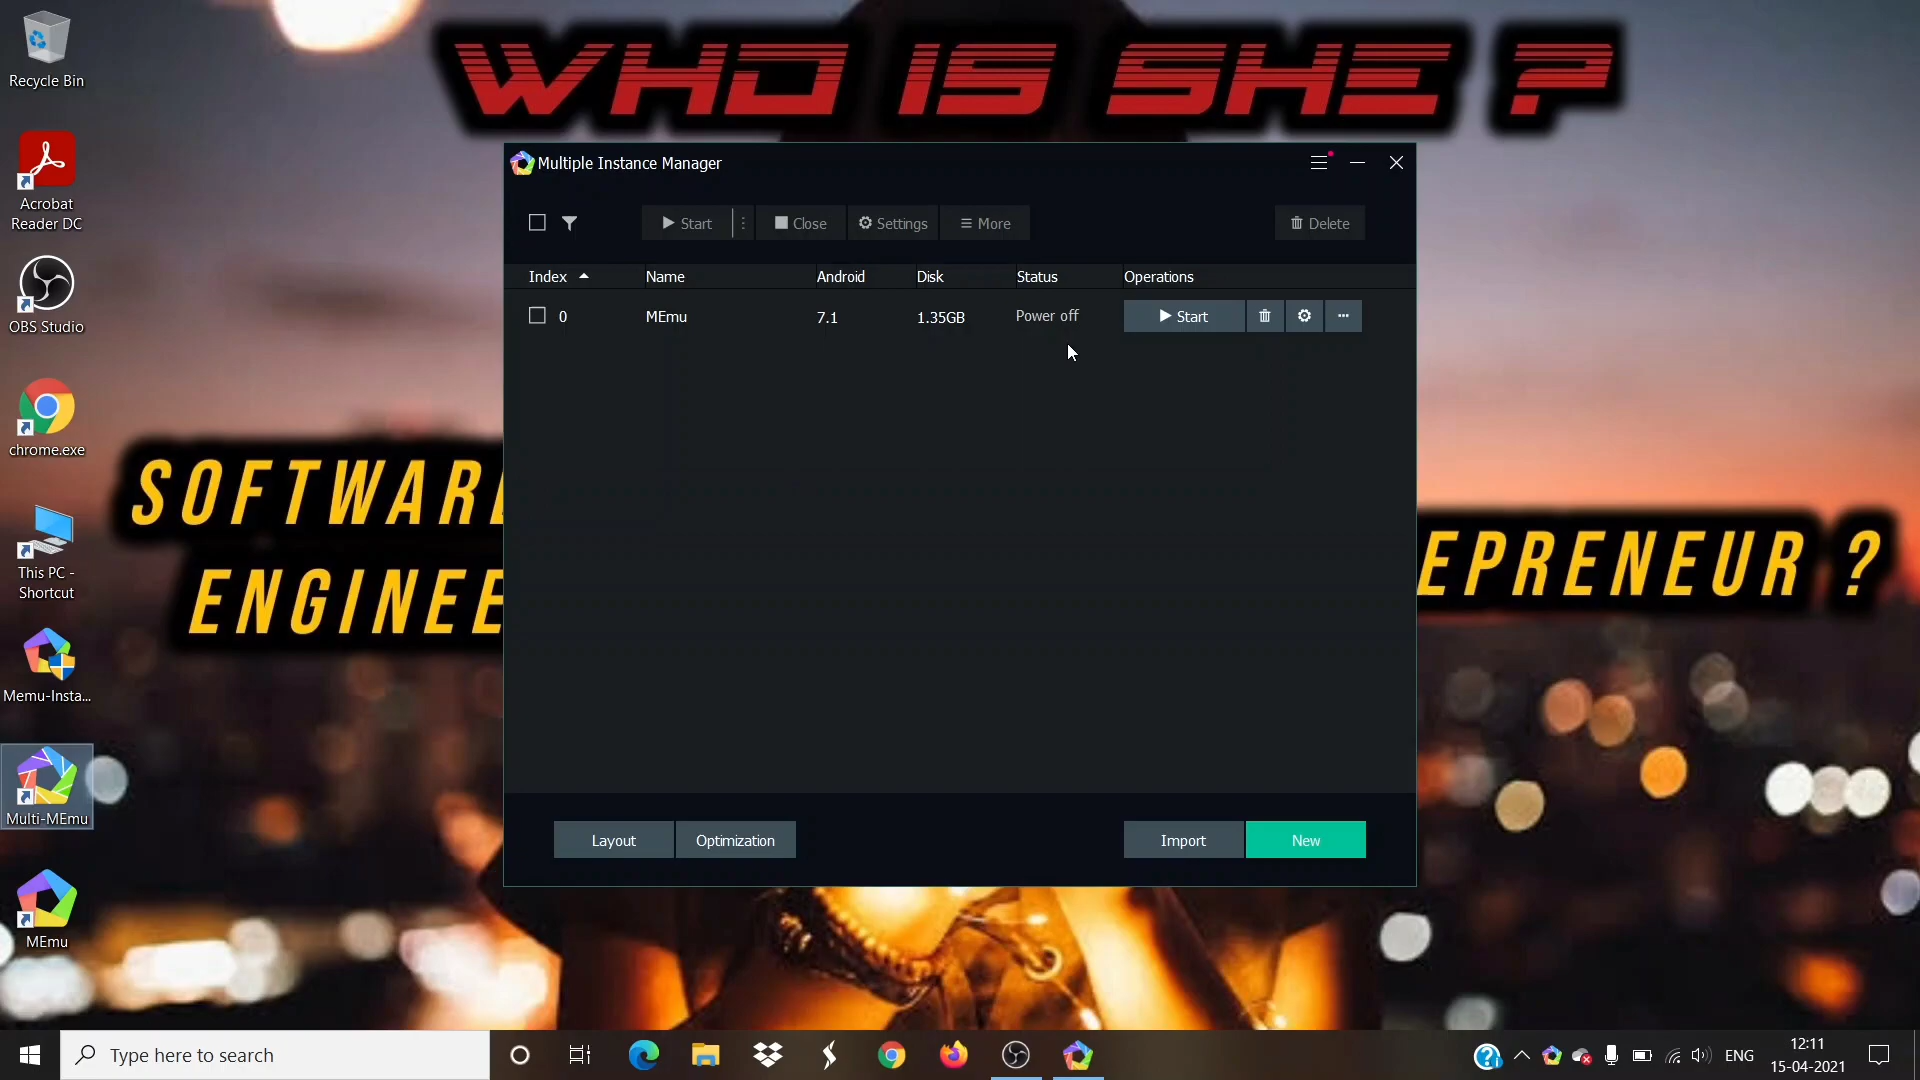 WHO IS SHE ?
Recycle Bin
Acrobat
Reader DC
OBS Studio
chrome.exe
This PC -
Shortcut
Memu-Insta...
Multi-MEmu
MEmu
Multiple Instance Manager
Start
Close
Settings
More
Delete
Index Name Android Disk Status Operations
0 MEmu 7.1 1.35GB Power off Start
SOFTWARE
ENGINEE
EPRENEUR ?
Layout Optimization Import New
Type here to search
ENG
12:11
15-04-2021